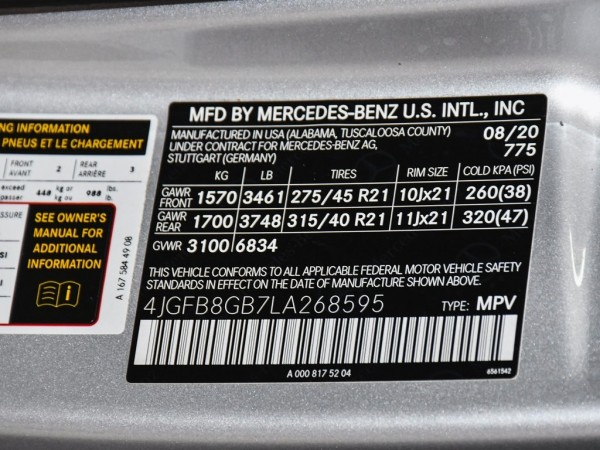 NG INFORMATION
PNEUS ET LE CHARGEMENT
FRONT
AVANT 2 REAR
ARRIÈRE 3
exceed
448 kg or
kg ou 988 lbs.
lb.
SSURE
SEE OWNER'S
MANUAL FOR
ADDITIONAL
INFORMATION
A 167 584 49 08
MFD BY MERCEDES-BENZ U.S. INTL., INC
MANUFACTURED IN USA (ALABAMA, TUSCALOOSA COUNTY) 08/20
UNDER CONTRACT FOR MERCEDES-BENZ AG, 775
STUTTGART (GERMANY)
KG LB TIRES RIM SIZE COLD KPA (PSI)
GAWR
FRONT 1570 3461 275/45 R21 10Jx21 260(38)
GAWR
REAR 1700 3748 315/40 R21 11Jx21 320(47)
GVWR 3100 6834
THIS VEHICLE CONFORMS TO ALL APPLICABLE FEDERAL MOTOR VEHICLE SAFETY
STANDARDS IN EFFECT ON THE DATE OF MANUFACTURE SHOWN ABOVE.
4JGFB8GB7LA268595 TYPE: MPV
A 000 817 52 04 6561542